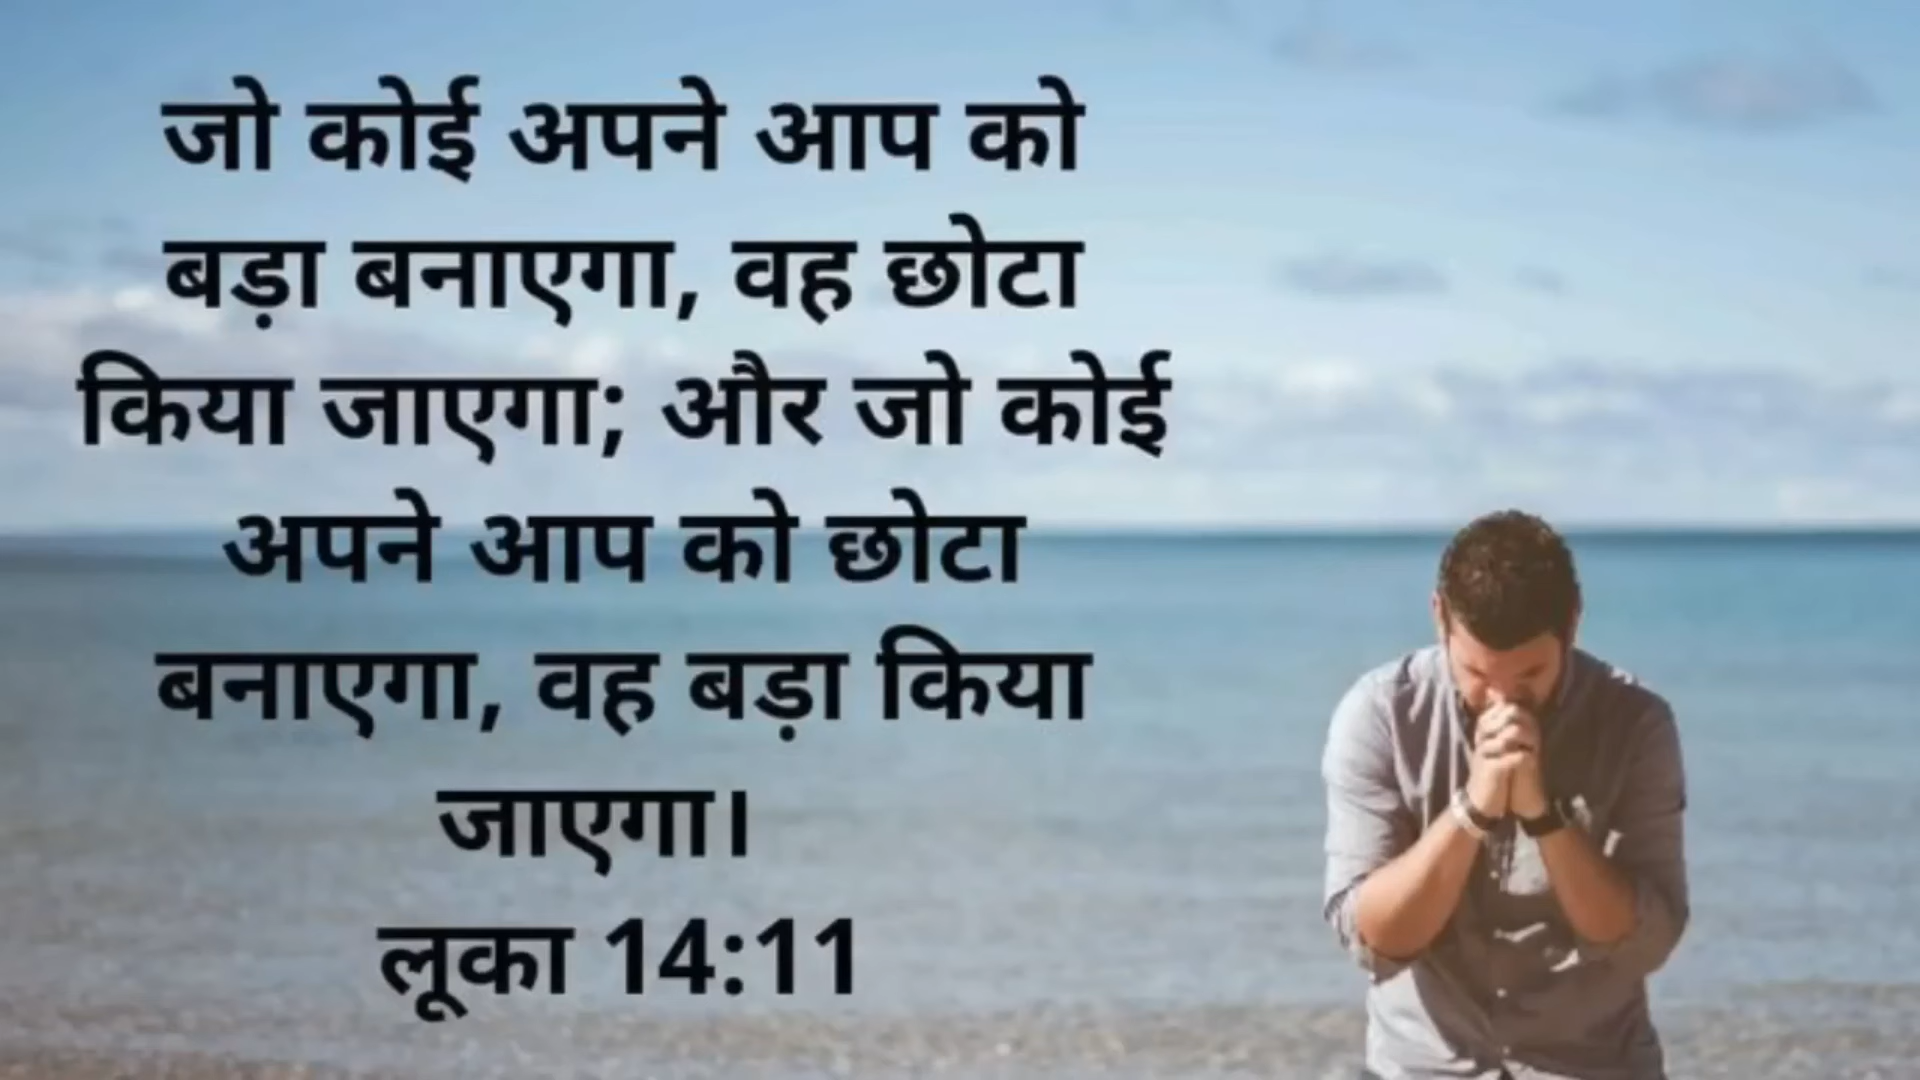 जो कोई अपने आप को
बड़ा बनाएगा, वह छोटा
किया जाएगा; और जो कोई
अपने आप को छोटा
बनाएगा, वह बड़ा किया
जाएगा।
लूका 14:11